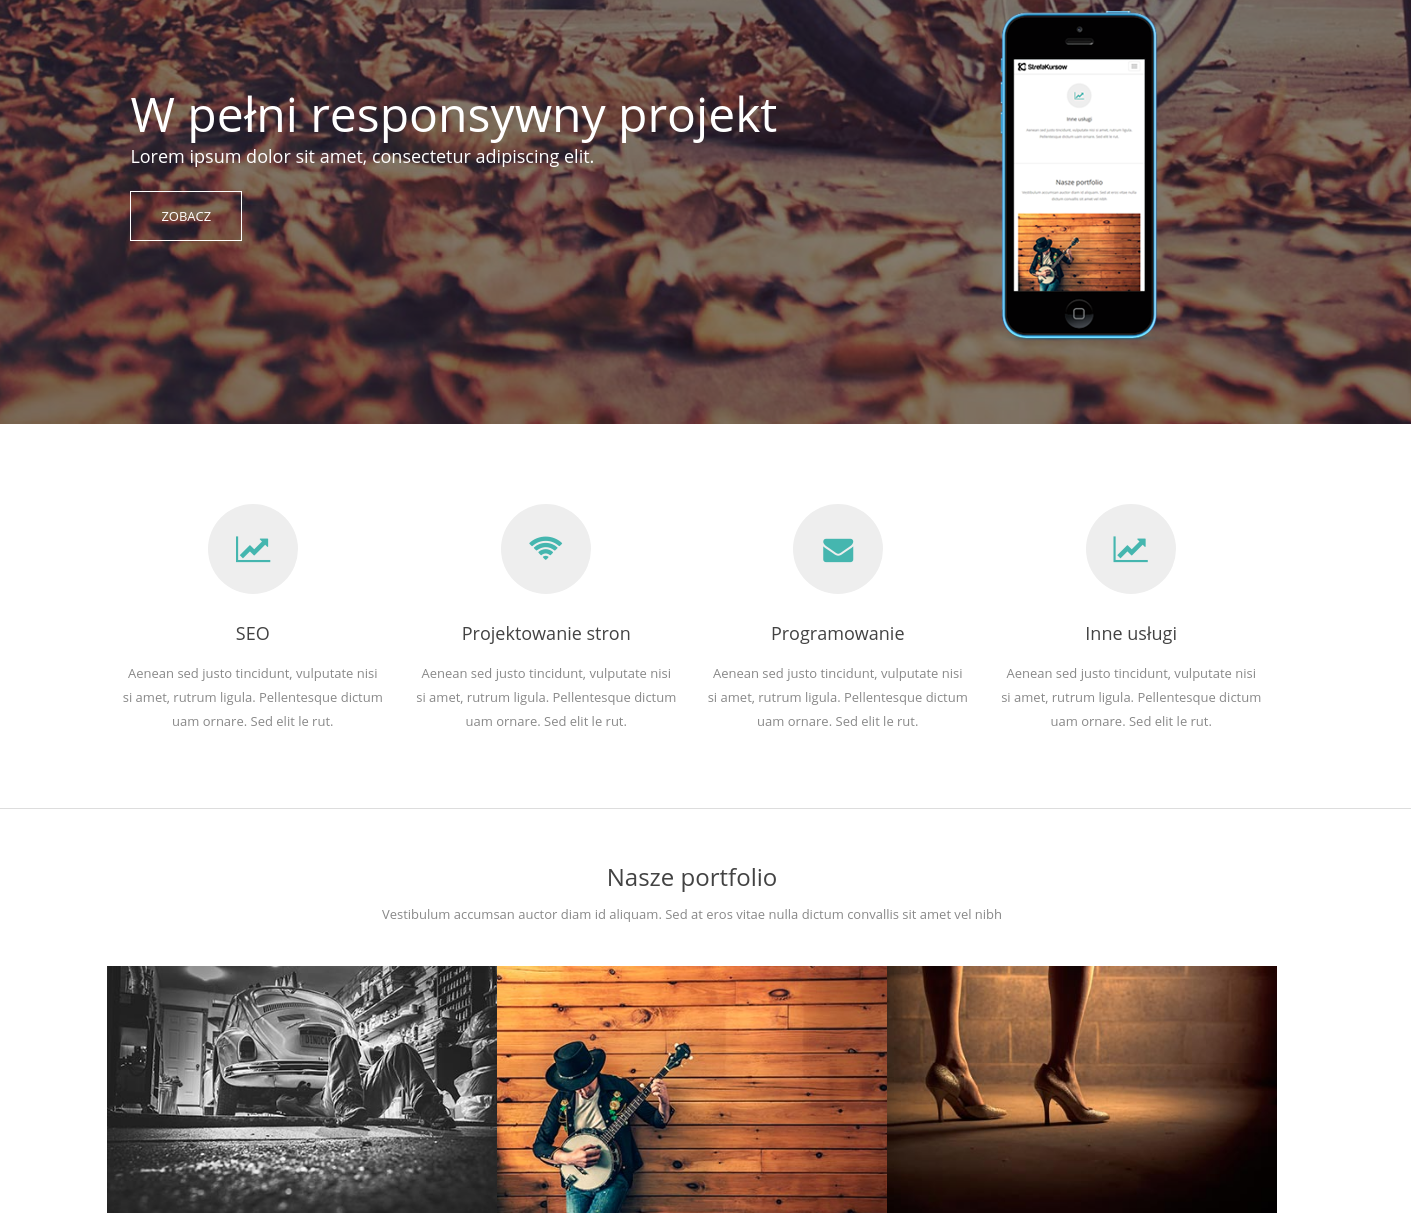 W pełni responsywny projekt
Lorem ipsum dolor sit amet, consectetur adipiscing elit.
ZOBACZ
StrefaKursow
Inne usługi
Nasze portfolio
SEO
Aenean sed justo tincidunt, vulputate nisi
si amet, rutrum ligula. Pellentesque dictum
uam ornare. Sed elit le rut.
Projektowanie stron
Aenean sed justo tincidunt, vulputate nisi
si amet, rutrum ligula. Pellentesque dictum
uam ornare. Sed elit le rut.
Programowanie
Aenean sed justo tincidunt, vulputate nisi
si amet, rutrum ligula. Pellentesque dictum
uam ornare. Sed elit le rut.
Inne usługi
Aenean sed justo tincidunt, vulputate nisi
si amet, rutrum ligula. Pellentesque dictum
uam ornare. Sed elit le rut.
Nasze portfolio
Vestibulum accumsan auctor diam id aliquam. Sed at eros vitae nulla dictum convallis sit amet vel nibh